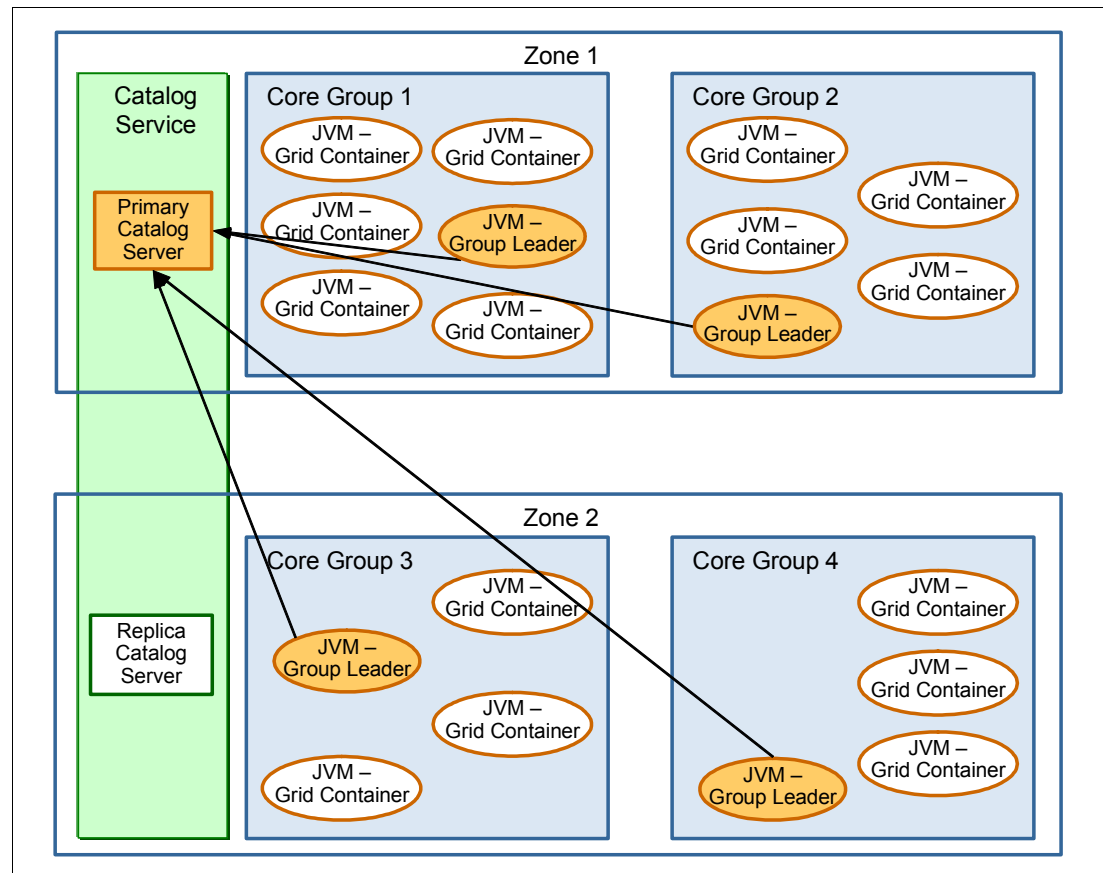 Zone 1
Catalog
Service
Primary
Catalog
Server
Core Group 1
JVM –
Grid Container
JVM –
Grid Container
JVM –
Grid Container
JVM –
Group Leader
JVM –
Grid Container
JVM –
Grid Container
Core Group 2
JVM –
Grid Container
JVM –
Grid Container
JVM –
Grid Container
JVM –
Grid Container
JVM –
Group Leader
Zone 2
Replica
Catalog
Server
Core Group 3
JVM –
Grid Container
JVM –
Group Leader
JVM –
Grid Container
JVM –
Grid Container
Core Group 4
JVM –
Grid Container
JVM –
Grid Container
JVM –
Grid Container
JVM –
Group Leader